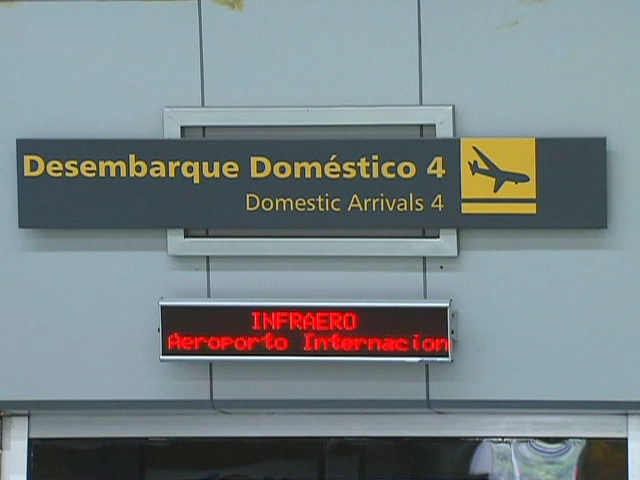 Desembarque Doméstico 4
Domestic Arrivals 4
INFRAERO
Aeroporto Internacion